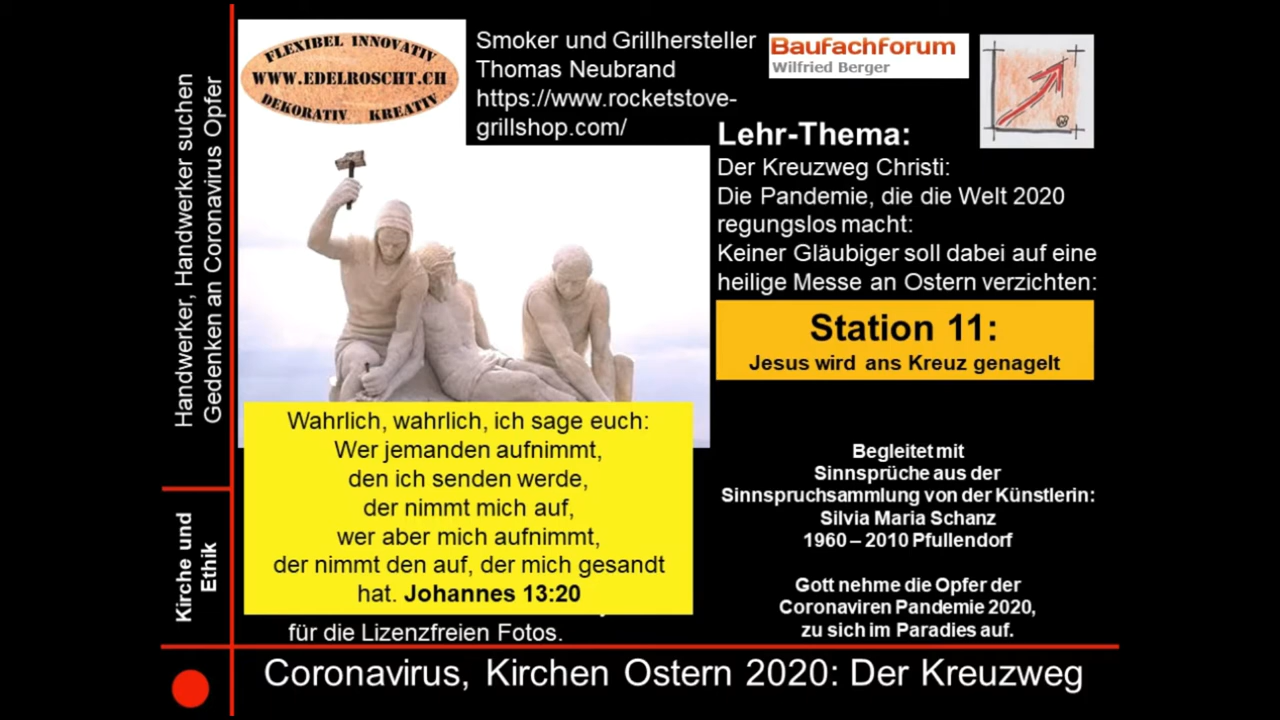 FLEXIBEL INNOVATIV
WWW.EDELROSCHT.CH
DEKORATIV KREATIV
Smoker und Grillhersteller
Thomas Neubrand
https://www.rocketstove-
grillshop.com/
Baufachforum
Wilfried Berger
Lehr-Thema:
Der Kreuzweg Christi:
Die Pandemie, die die Welt 2020
regungslos macht:
Keiner Gläubiger soll dabei auf eine
heilige Messe an Ostern verzichten:
Station 11:
Jesus wird ans Kreuz genagelt
Handwerker, Handwerker suchen
Gedenken an Coronavirus Opfer
Wahrlich, wahrlich, ich sage euch:
Wer jemanden aufnimmt,
den ich senden werde,
der nimmt mich auf,
wer aber mich aufnimmt,
der nimmt den auf, der mich gesandt
hat. Johannes 13:20
für die Lizenzfreien Fotos.
Begleitet mit
Sinnsprüche aus der
Sinnspruchsammlung von der Künstlerin:
Silvia Maria Schanz
1960 – 2010 Pfullendorf
Gott nehme die Opfer der
Coronaviren Pandemie 2020,
zu sich im Paradies auf.
Kirche und
Ethik
Coronavirus, Kirchen Ostern 2020: Der Kreuzweg